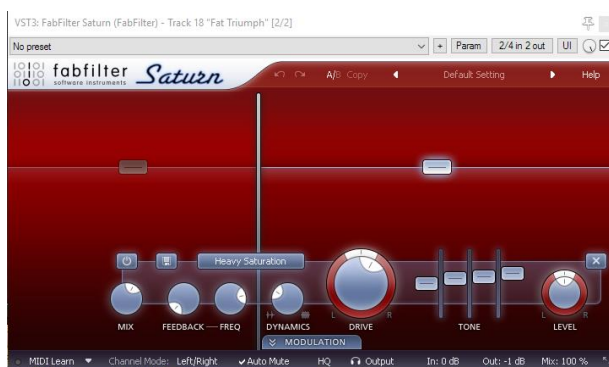 VST3: FabFilter Saturn (FabFilter) - Track 18 "Fat Triumph" [2/2]
No preset + Param 2/4 in 2 out UI
fabfilter Saturn A/B Copy Default Setting Help
software instruments
Heavy Saturation
L R L R
MIX FEEDBACK FREQ DYNAMICS DRIVE TONE LEVEL
MODULATION
MIDI Learn Channel Mode: Left/Right Auto Mute HQ Output In: 0 dB Out: -1 dB Mix: 100 %